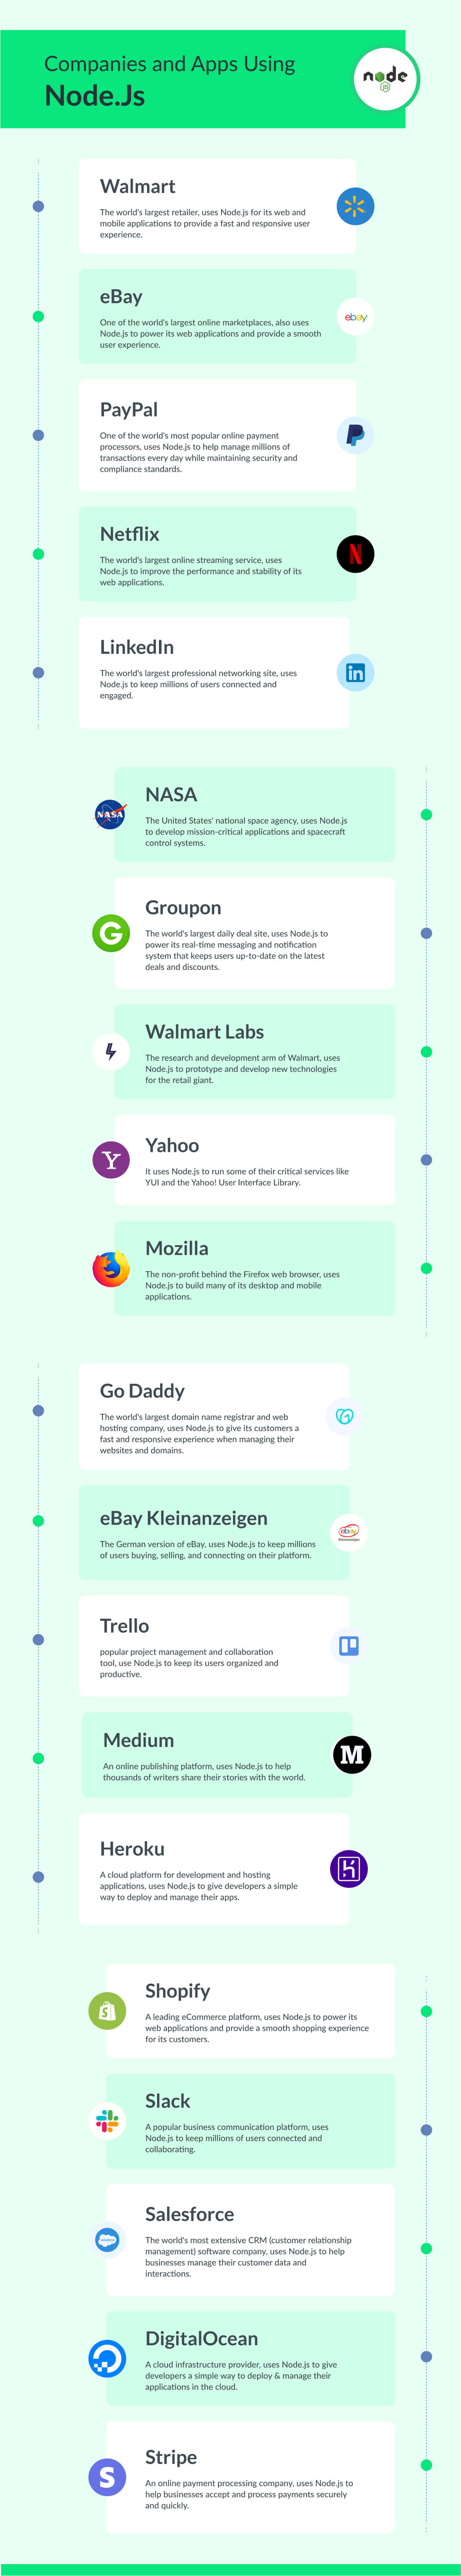 Companies and Apps Using
Node.Js
node
JS
Walmart
The world's largest retailer, uses Node.js for its web and
mobile applications to provide a fast and responsive user
experience.
eBay
One of the world's largest online marketplaces, also uses
Node.js to power its web applications and provide a smooth
user experience.
ebay
PayPal
One of the world's most popular online payment
processors, uses Node.js to help manage millions of
transactions every day while maintaining security and
compliance standards.
Netflix
The world's largest online streaming service, uses
Node.js to improve the performance and stability of its
web applications.
N
LinkedIn
The world's largest professional networking site, uses
Node.js to keep millions of users connected and
engaged.
in
NASA
NASA
The United States' national space agency, uses Node.js
to develop mission-critical applications and spacecraft
control systems.
Groupon
G
The world's largest daily deal site, uses Node.js to
power its real-time messaging and notification
system that keeps users up-to-date on the latest
deals and discounts.
Walmart Labs
The research and development arm of Walmart, uses
Node.js to prototype and develop new technologies
for the retail giant.
Yahoo
Y
It uses Node.js to run some of their critical services like
YUI and the Yahoo! User Interface Library.
Mozilla
The non-profit behind the Firefox web browser, uses
Node.js to build many of its desktop and mobile
applications.
Go Daddy
The world's largest domain name registrar and web
hosting company, uses Node.js to give its customers a
fast and responsive experience when managing their
websites and domains.
eBay Kleinanzeigen
The German version of eBay, uses Node.js to keep millions
of users buying, selling, and connecting on their platform.
ebay
Kleinanzeigen
Trello
popular project management and collaboration
tool, use Node.js to keep its users organized and
productive.
Medium
An online publishing platform, uses Node.js to help
thousands of writers share their stories with the world.
M
Heroku
A cloud platform for development and hosting
applications, uses Node.js to give developers a simple
way to deploy and manage their apps.
Shopify
S
A leading eCommerce platform, uses Node.js to power its
web applications and provide a smooth shopping experience
for its customers.
Slack
A popular business communication platform, uses
Node.js to keep millions of users connected and
collaborating.
Salesforce
The world's most extensive CRM (customer relationship
management) software company, uses Node.js to help
businesses manage their customer data and
interactions.
DigitalOcean
A cloud infrastructure provider, uses Node.js to give
developers a simple way to deploy & manage their
applications in the cloud.
Stripe
S
An online payment processing company, uses Node.js to
help businesses accept and process payments securely
and quickly.